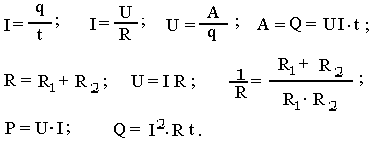 I = q/t ; I = U/R ; U = A/q ; A = Q = UI · t ;
R = R₁ + R₂ ; U = I R ; 1/R = (R₁ + R₂)/(R₁ · R₂) ;
P = U · I ; Q = I² · R t .